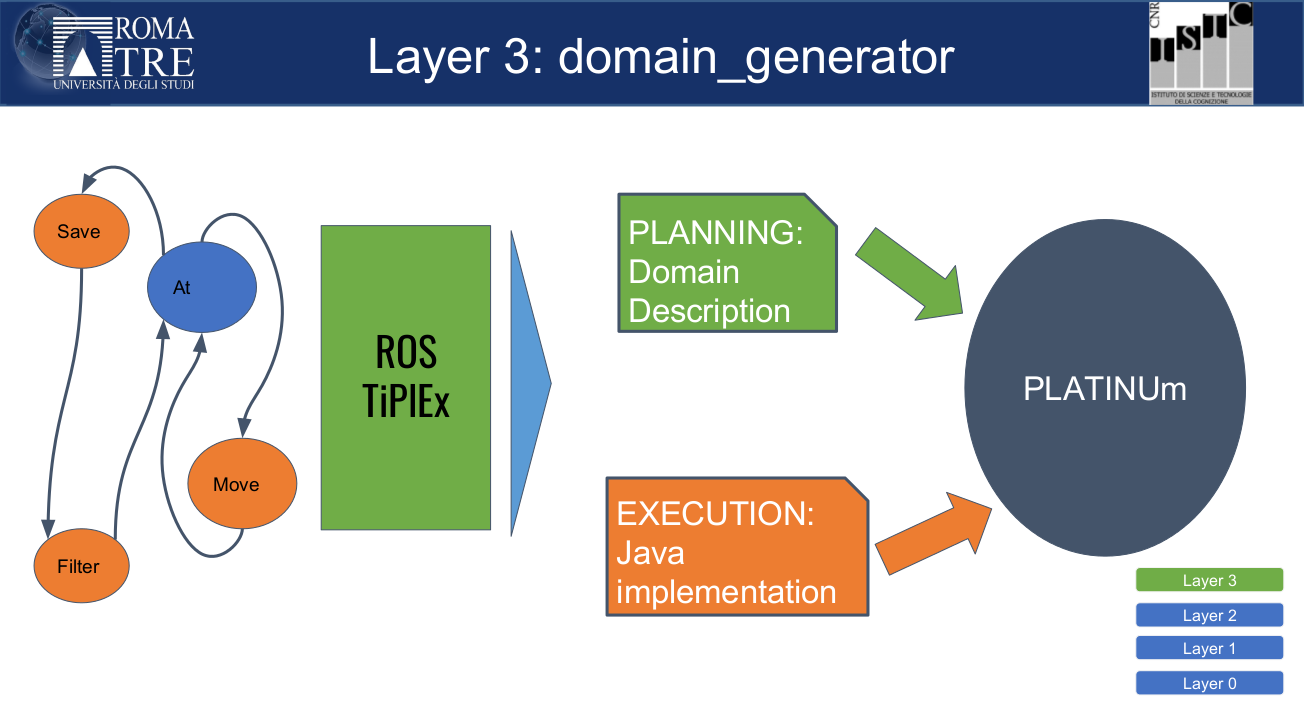 ROMA
TRE
UNIVERSITÀ DEGLI STUDI
Layer 3: domain_generator
CNR
ISTC
ISTITUTO DI SCIENZE E TECNOLOGIE
DELLA COGNIZIONE
Save
At
Move
Filter
ROS
TiPlEx
PLANNING:
Domain
Description
EXECUTION:
Java
implementation
PLATINUm
Layer 3
Layer 2
Layer 1
Layer 0